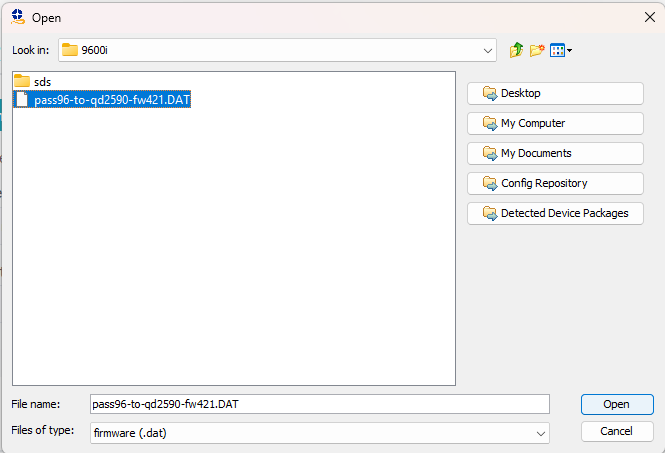 Open
Look in:
9600i
sds
pass96-to-qd2590-fw421.DAT
Desktop
My Computer
My Documents
Config Repository
Detected Device Packages
File name:
pass96-to-qd2590-fw421.DAT
Open
Files of type:
firmware (.dat)
Cancel